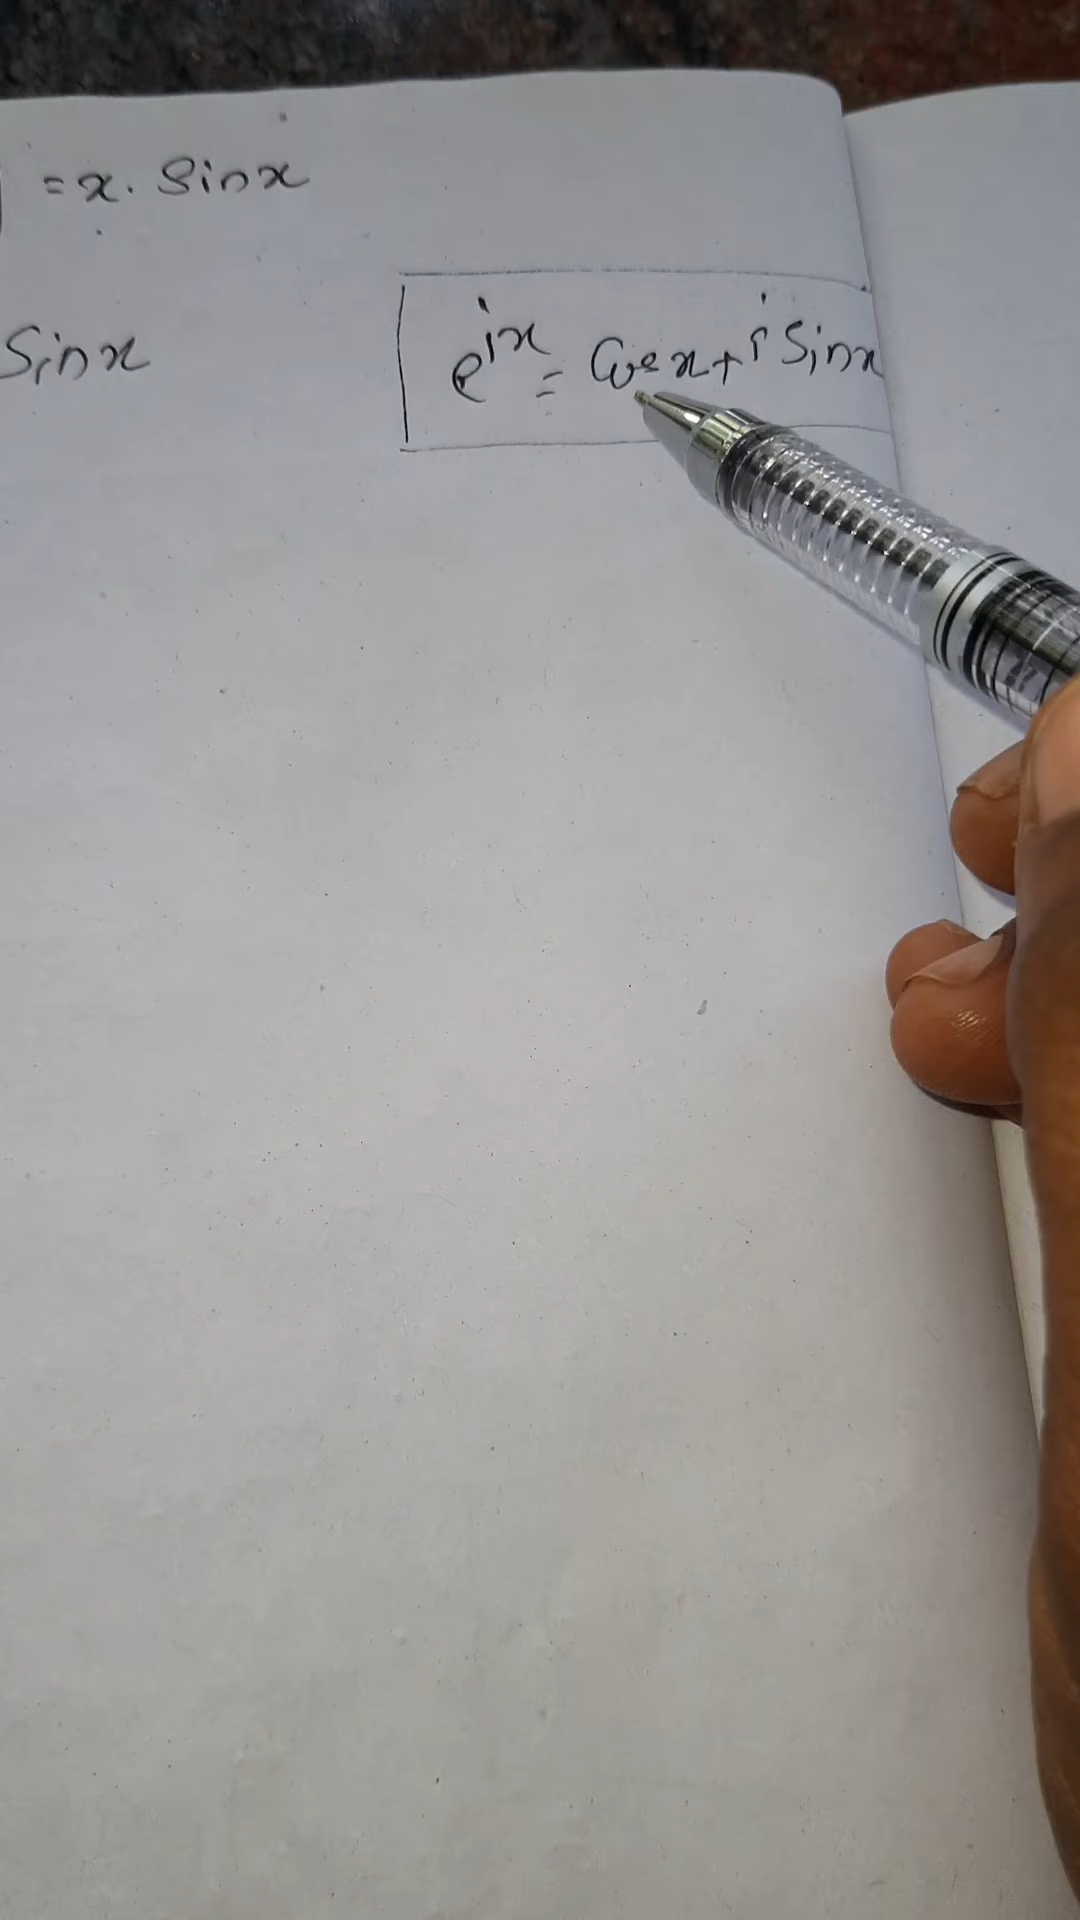 = x. Sinx
Sinx
e^ix = Cosx + i Sinx